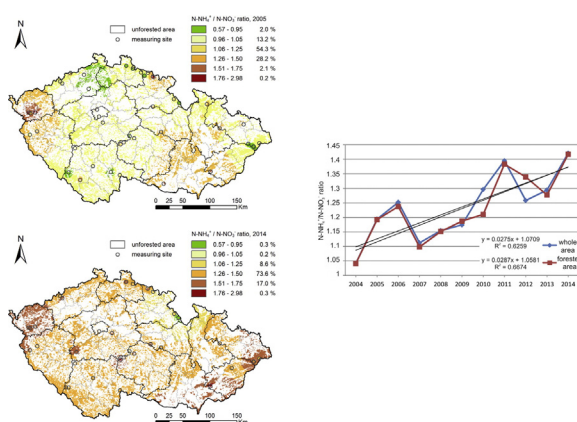 N
unforested area
measuring site
N-NH₄⁺ / N-NO₃⁻ ratio, 2005
0.57 - 0.95 2.0 %
0.96 - 1.05 13.2 %
1.06 - 1.25 54.3 %
1.26 - 1.50 28.2 %
1.51 - 1.75 2.1 %
1.76 - 2.98 0.2 %
0 25 50 100 150
Km
N
unforested area
measuring site
N-NH₄⁺ / N-NO₃⁻ ratio, 2014
0.57 - 0.95 0.3 %
0.96 - 1.05 0.2 %
1.06 - 1.25 8.6 %
1.26 - 1.50 73.6 %
1.51 - 1.75 17.0 %
1.76 - 2.98 0.3 %
0 25 50 100 150
Km
N-NH₄⁺/N-NO₃⁻ ratio
1.45
1.4
1.35
1.3
1.25
1.2
1.15
1.1
1.05
1
y = 0.0275x + 1.0709
R² = 0.6259
y = 0.0287x + 1.0581
R² = 0.6674
whole
area
foreste
area
2004 2005 2006 2007 2008 2009 2010 2011 2012 2013 2014